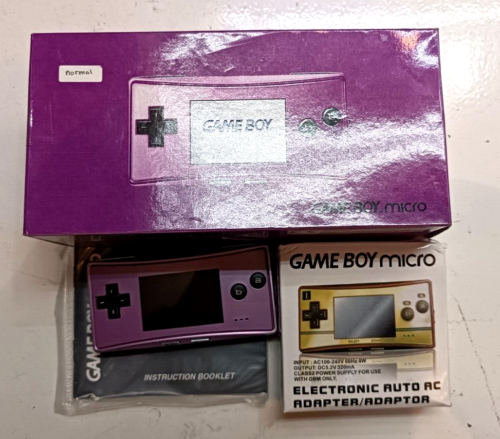 normal
GAME BOY
GAME BOY micro
GAME BOY
INSTRUCTION BOOKLET
GAME BOY micro
INPUT : AC100-240V 60Hz 4W
OUTPUT: DC5.2V 320mA
CLASS2 POWER SUPPLY FOR USE
WITH GBM ONLY.
ELECTRONIC AUTO AC
ADAPTER/ADAPTOR